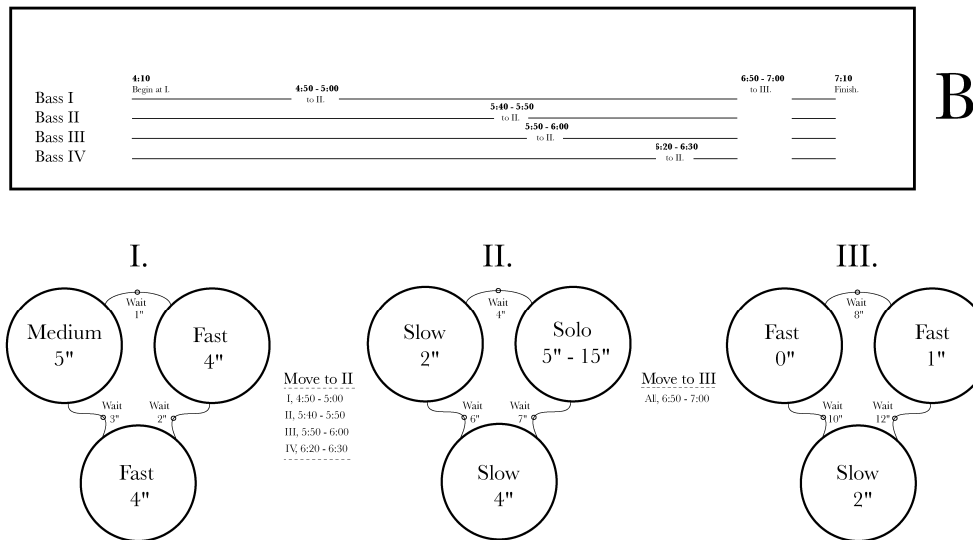 B
4:10
Begin at I.
4:50 - 5:00
to II.
6:50 - 7:00
to III.
7:10
Finish.
Bass I
Bass II
5:40 - 5:50
to II.
Bass III
5:50 - 6:00
to II.
Bass IV
6:20 - 6:30
to II.
I.
Medium
5"
Wait
1"
Fast
4"
Wait
3"
Wait
2"
Fast
4"
Move to II
I, 4:50 - 5:00
II, 5:40 - 5:50
III, 5:50 - 6:00
IV, 6:20 - 6:30
II.
Slow
2"
Wait
4"
Solo
5" - 15"
Wait
6"
Wait
7"
Slow
4"
Move to III
All, 6:50 - 7:00
III.
Fast
0"
Wait
8"
Fast
1"
Wait
10"
Wait
12"
Slow
2"